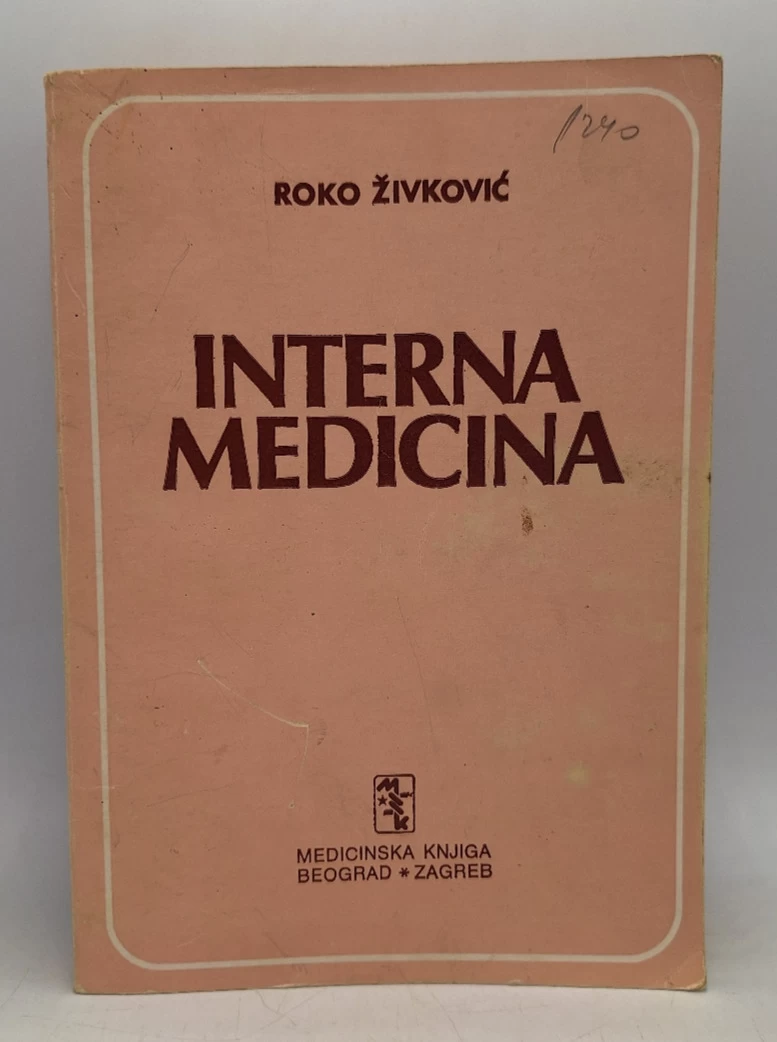 1240
ROKO ŽIVKOVIĆ
INTERNA
MEDICINA
MEDICINSKA KNJIGA
BEOGRAD * ZAGREB